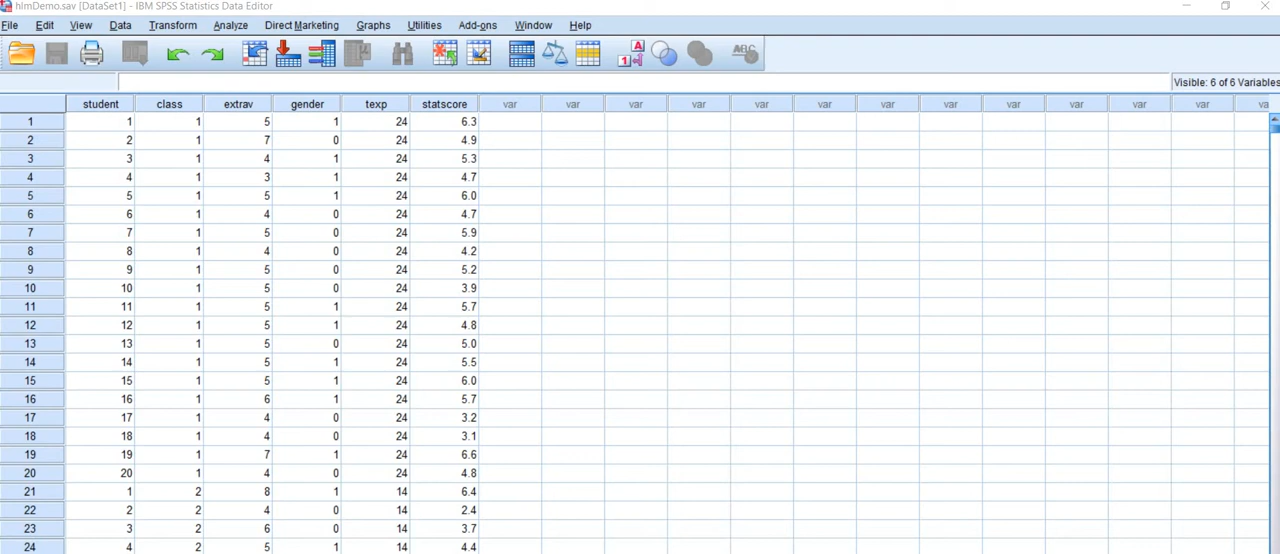 hlmDemo.sav [DataSet1] - IBM SPSS Statistics Data Editor
File Edit View Data Transform Analyze Direct Marketing Graphs Utilities Add-ons Window Help
Visible: 6 of 6 Variables
student class extrav gender texp statscore var var var var var var var var var var var var va
1 1 1 5 1 24 6.3
2 2 1 7 0 24 4.9
3 3 1 4 1 24 5.3
4 4 1 3 1 24 4.7
5 5 1 5 1 24 6.0
6 6 1 4 0 24 4.7
7 7 1 5 0 24 5.9
8 8 1 4 0 24 4.2
9 9 1 5 0 24 5.2
10 10 1 5 0 24 3.9
11 11 1 5 1 24 5.7
12 12 1 5 1 24 4.8
13 13 1 5 0 24 5.0
14 14 1 5 1 24 5.5
15 15 1 5 1 24 6.0
16 16 1 6 1 24 5.7
17 17 1 4 0 24 3.2
18 18 1 4 0 24 3.1
19 19 1 7 1 24 6.6
20 20 1 4 0 24 4.8
21 1 2 8 1 14 6.4
22 2 2 4 0 14 2.4
23 3 2 6 0 14 3.7
24 4 2 5 1 14 4.4